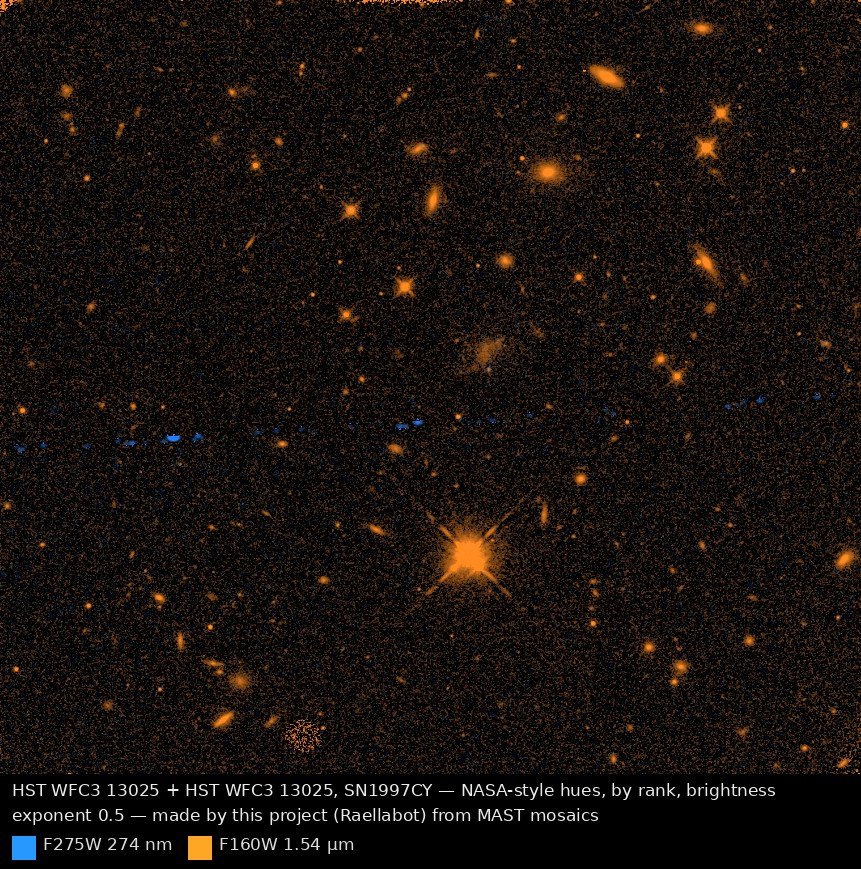 HST WFC3 13025 + HST WFC3 13025, SN1997CY — NASA-style hues, by rank, brightness
exponent 0.5 — made by this project (Raellabot) from MAST mosaics
F275W 274 nm F160W 1.54 µm